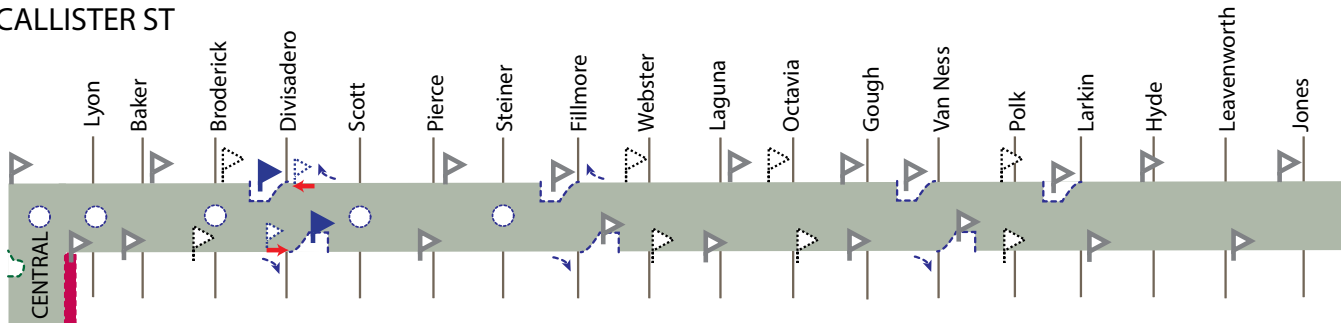 CALLISTER ST
Lyon
Baker
Broderick
Divisadero
Scott
Pierce
Steiner
Fillmore
Webster
Laguna
Octavia
Gough
Van Ness
Polk
Larkin
Hyde
Leavenworth
Jones
CENTRAL